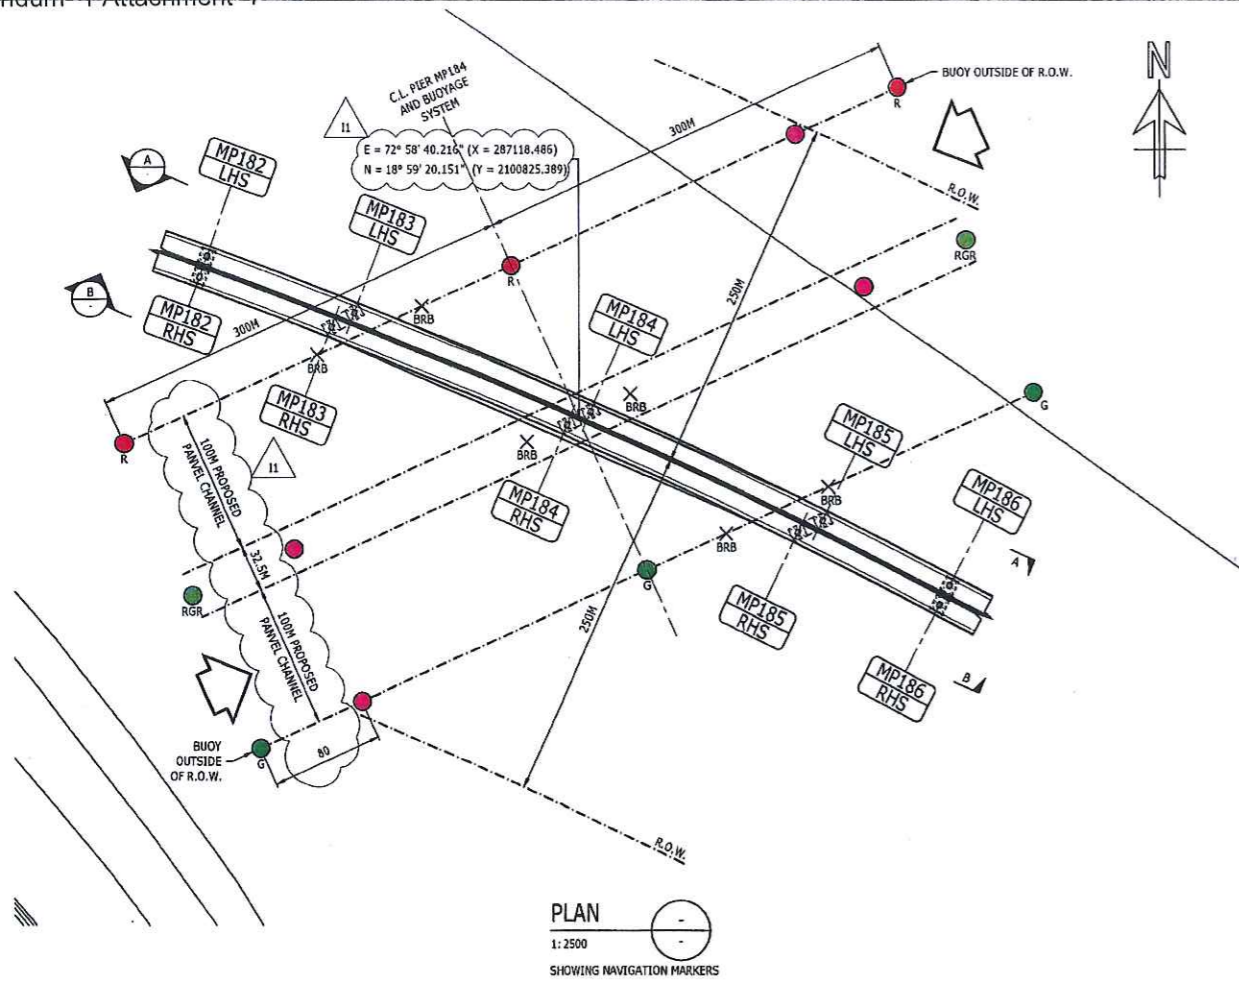 Attachment
N
BUOY OUTSIDE OF R.O.W.
R
C.L. PIER MP184
AND BUOYAGE
SYSTEM
300M
I1
E = 72° 58' 40.216" (X = 287118.486)
N = 18° 59' 20.151" (Y = 2100825.389)
A
-
MP182
LHS
MP183
LHS
R.O.W.
RGR
R
250M
B
-
MP182
RHS
300M
BRB
MP184
LHS
BRB
MP183
RHS
BRB
G
R
BRB
MP185
LHS
I1
100M PROPOSED
PANVEL CHANNEL
MP184
RHS
BRB
MP186
LHS
BRB
32.5M
A
G
RGR
250M
MP185
RHS
100M PROPOSED
PANVEL CHANNEL
B
MP186
RHS
BUOY
OUTSIDE
OF R.O.W.
G
80
R.O.W.
PLAN
-
-
1:2500
SHOWING NAVIGATION MARKERS